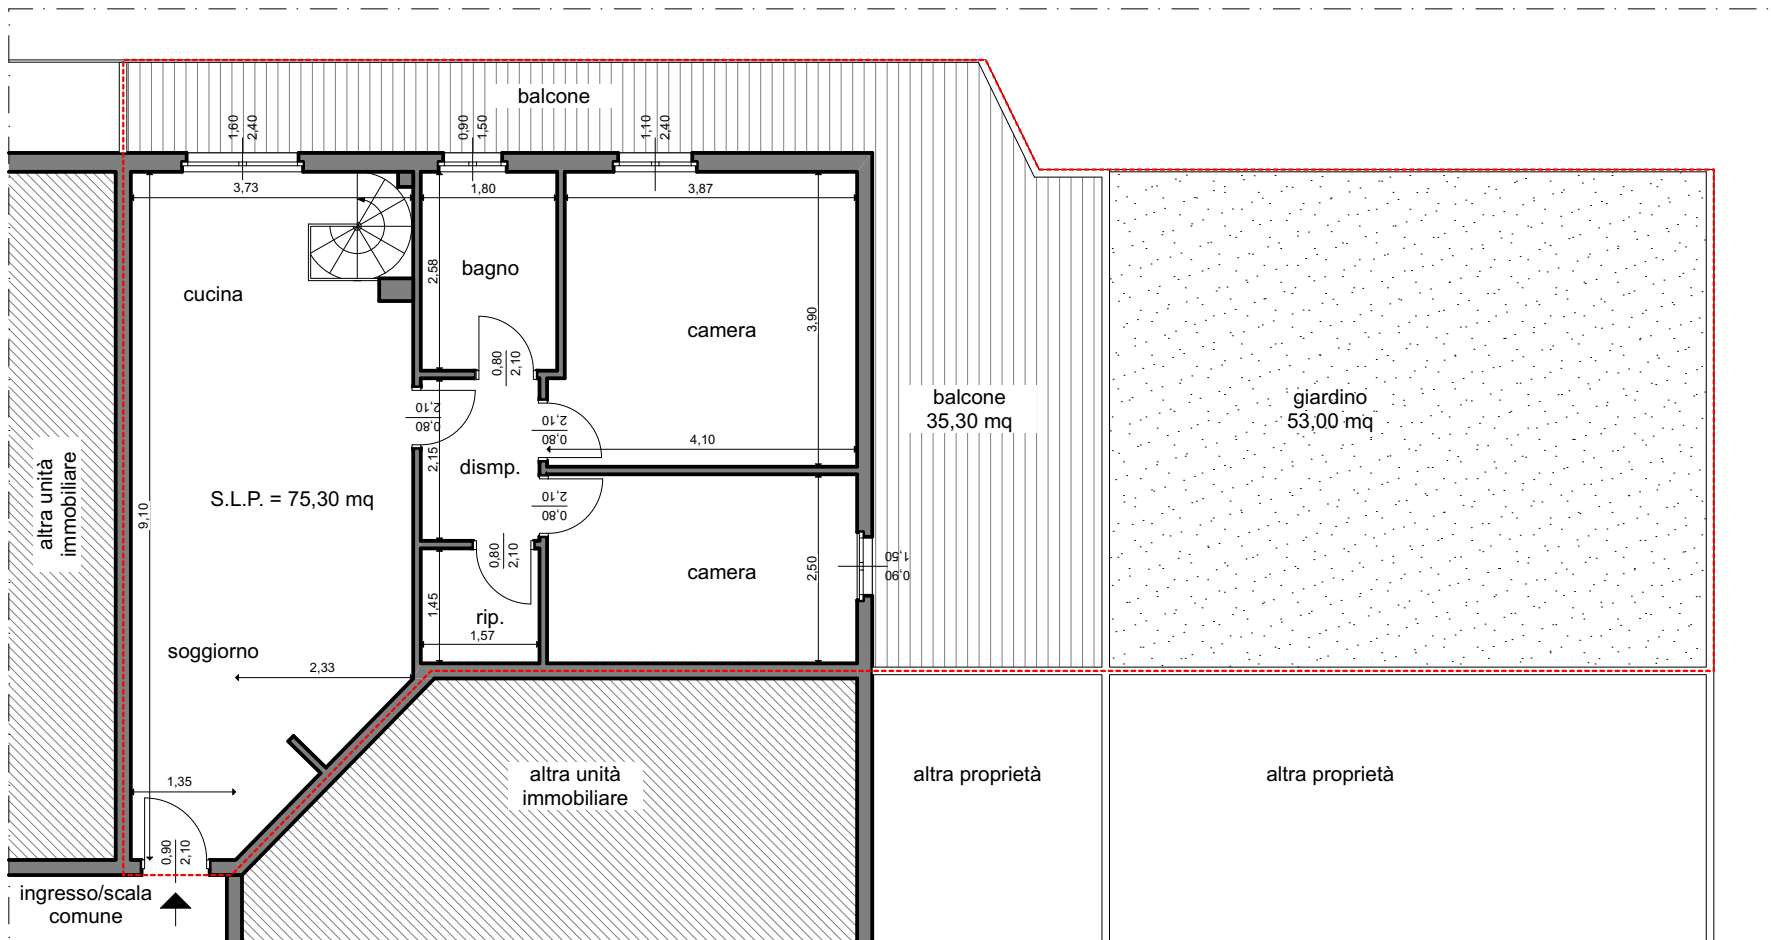 balcone
1,60
2,40
0,90
1,50
1,10
2,40
3,73
1,80
3,87
2,58
bagno
cucina
camera
3,90
0,80
2,10
2,10
0,80
2,10
0,80
4,10
balcone
35,30 mq
giardino
53,00 mq
altra unità
immobiliare
9,10
S.L.P. = 75,30 mq
2,15
dismp.
2,10
0,80
0,80
2,10
camera
2,50
0,90
1,50
1,45
rip.
1,57
soggiorno
2,33
1,35
altra unità
immobiliare
altra proprietà
altra proprietà
0,90
2,10
ingresso/scala
comune